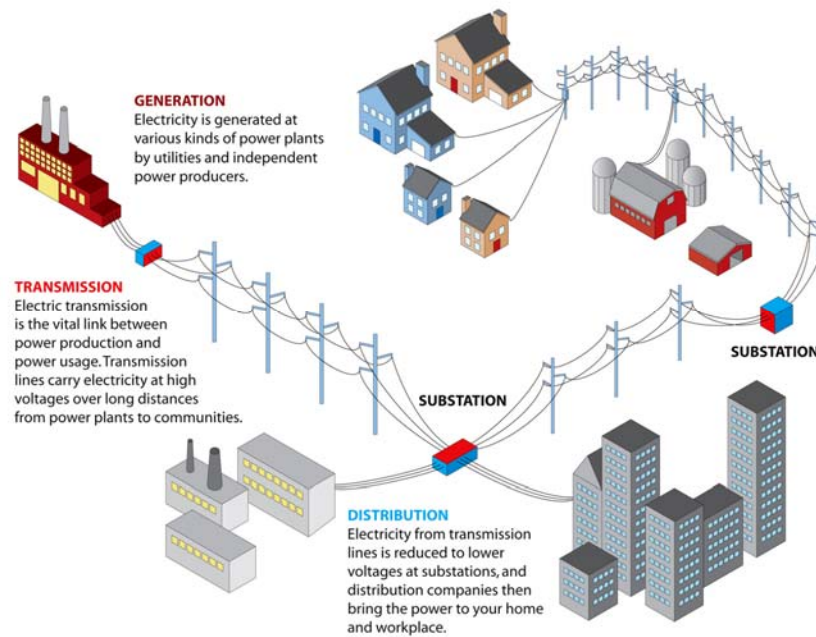 GENERATION
Electricity is generated at
various kinds of power plants
by utilities and independent
power producers.
TRANSMISSION
Electric transmission
is the vital link between
power production and
power usage. Transmission
lines carry electricity at high
voltages over long distances
from power plants to communities.
SUBSTATION
SUBSTATION
DISTRIBUTION
Electricity from transmission
lines is reduced to lower
voltages at substations, and
distribution companies then
bring the power to your home
and workplace.